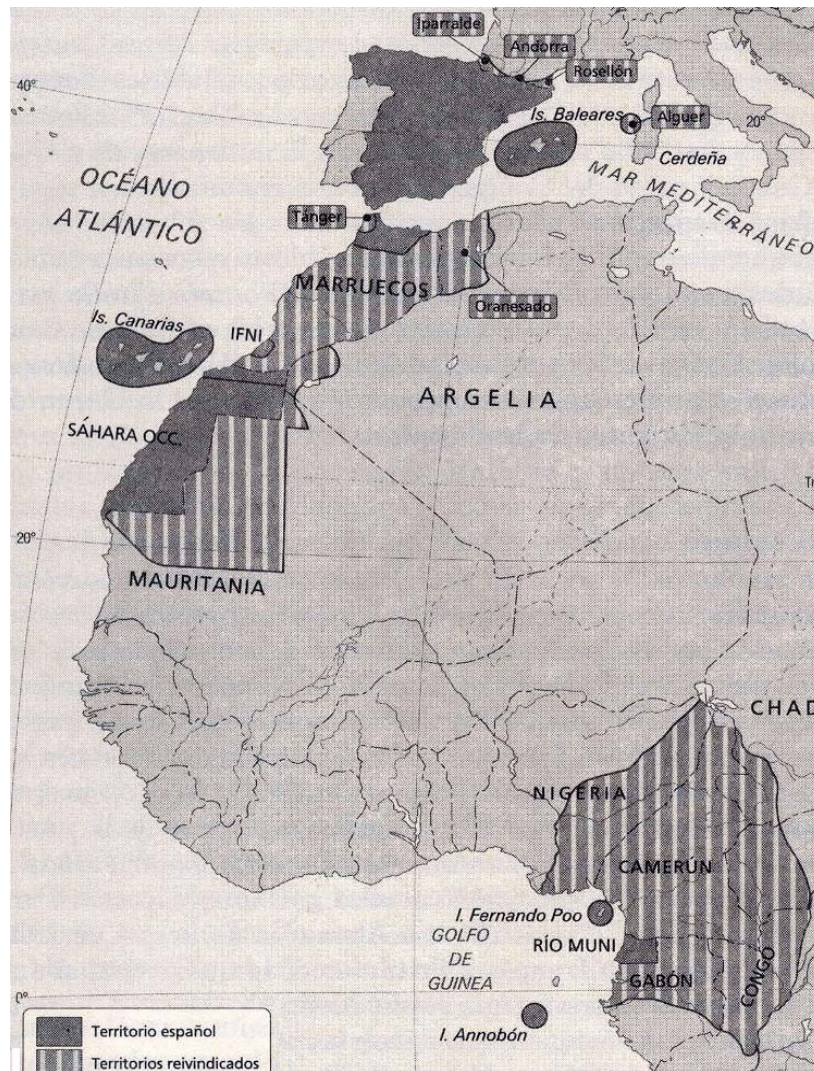 Iparralde
Andorra
Rosellón
40°
Is. Baleares
Alguer
20°
Cerdeña
OCÉANO
ATLÁNTICO
MAR MEDITERRÁNEO
Tánger
MARRUECOS
Oranesado
Is. Canarias
IFNI
ARGELIA
SÁHARA OCC.
20°
MAURITANIA
CHAD
NIGERIA
CAMERÚN
I. Fernando Poo
GOLFO
DE
GUINEA
RÍO MUNI
GABÓN
CONGO
0°
I. Annobón
Territorio español
Territorios reivindicados